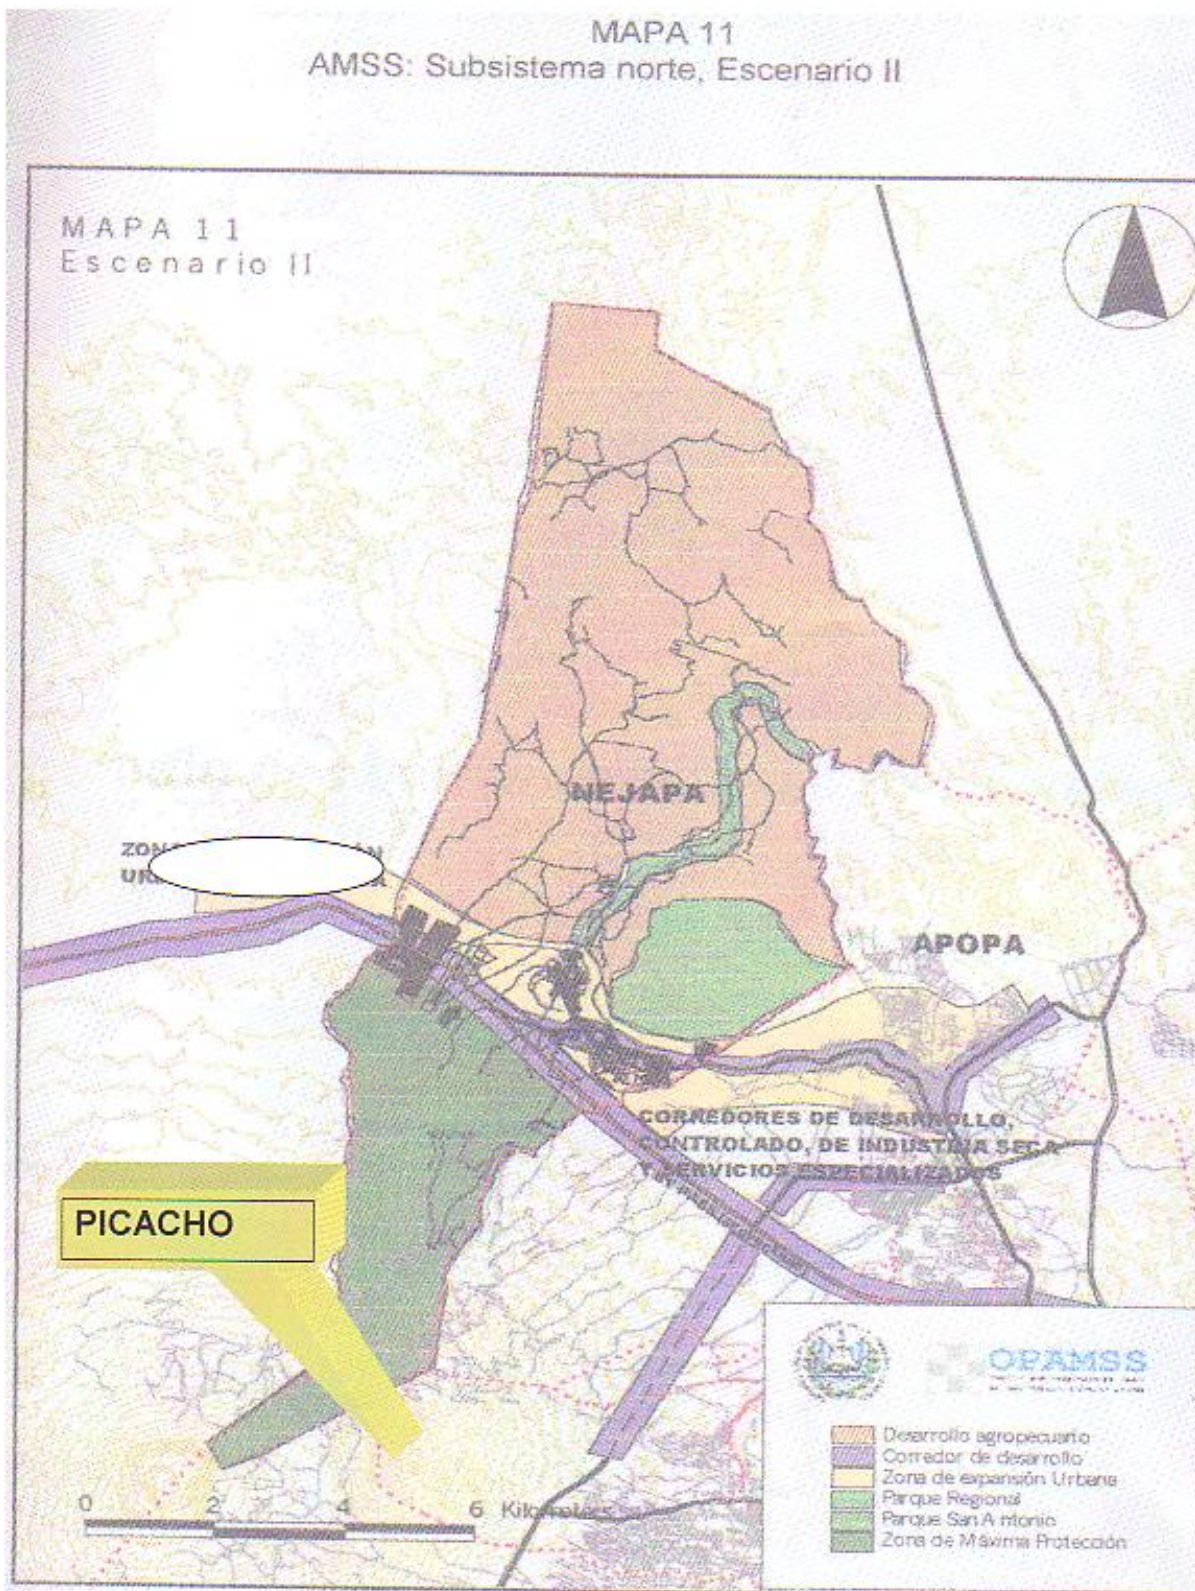 MAPA 11
AMSS: Subsistema norte, Escenario II
MAPA 11
Escenario II
NEJAPA
APOPA
CORREDORES DE DESARROLLO,
CONTROLADO, DE INDUSTRIA SECA
Y SERVICIOS ESPECIALIZADOS
PICACHO
OPAMSS
Desarrollo agropecuario
Corredor de desarrollo
Zona de expansión Urbana
Parque Regional
Parque San Antonio
Zona de Máxima Protección
0 2 4 6 Kilometers